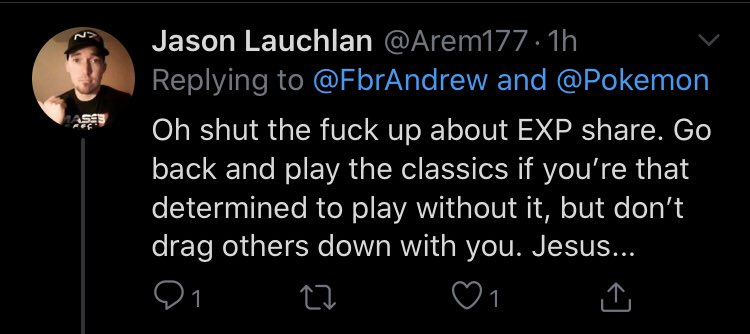 Jason Lauchlan @Arem177 · 1h
Replying to @FbrAndrew and @Pokemon
Oh shut the fuck up about EXP share. Go
back and play the classics if you’re that
determined to play without it, but don’t
drag others down with you. Jesus...
1
1
N7